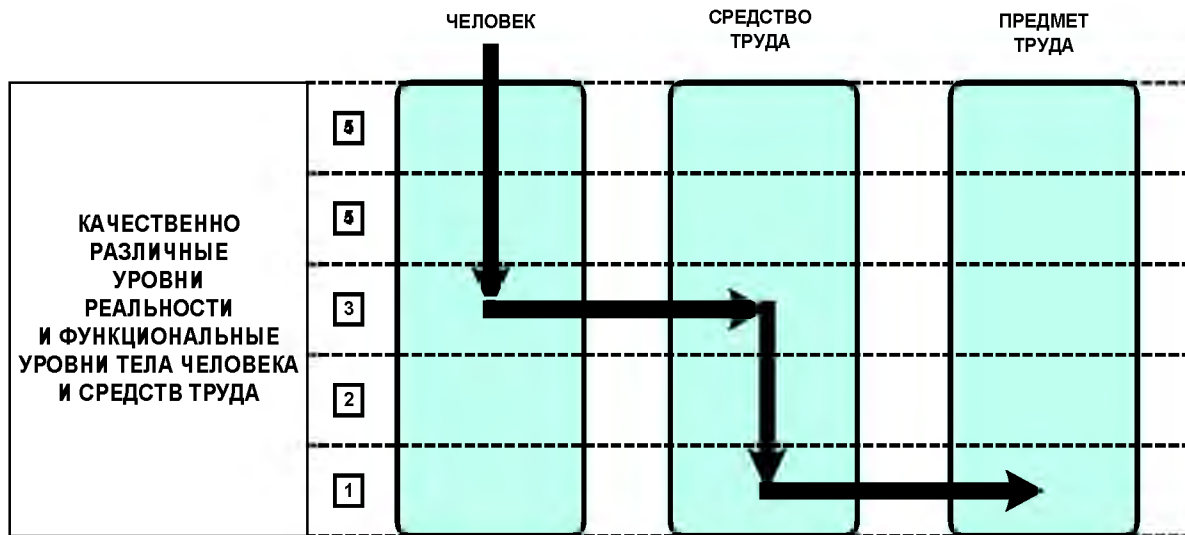 ЧЕЛОВЕК
СРЕДСТВО
ТРУДА
ПРЕДМЕТ
ТРУДА
КАЧЕСТВЕННО
РАЗЛИЧНЫЕ
УРОВНИ
РЕАЛЬНОСТИ
И ФУНКЦИОНАЛЬНЫЕ
УРОВНИ ТЕЛА ЧЕЛОВЕКА
И СРЕДСТВ ТРУДА
3
2
1